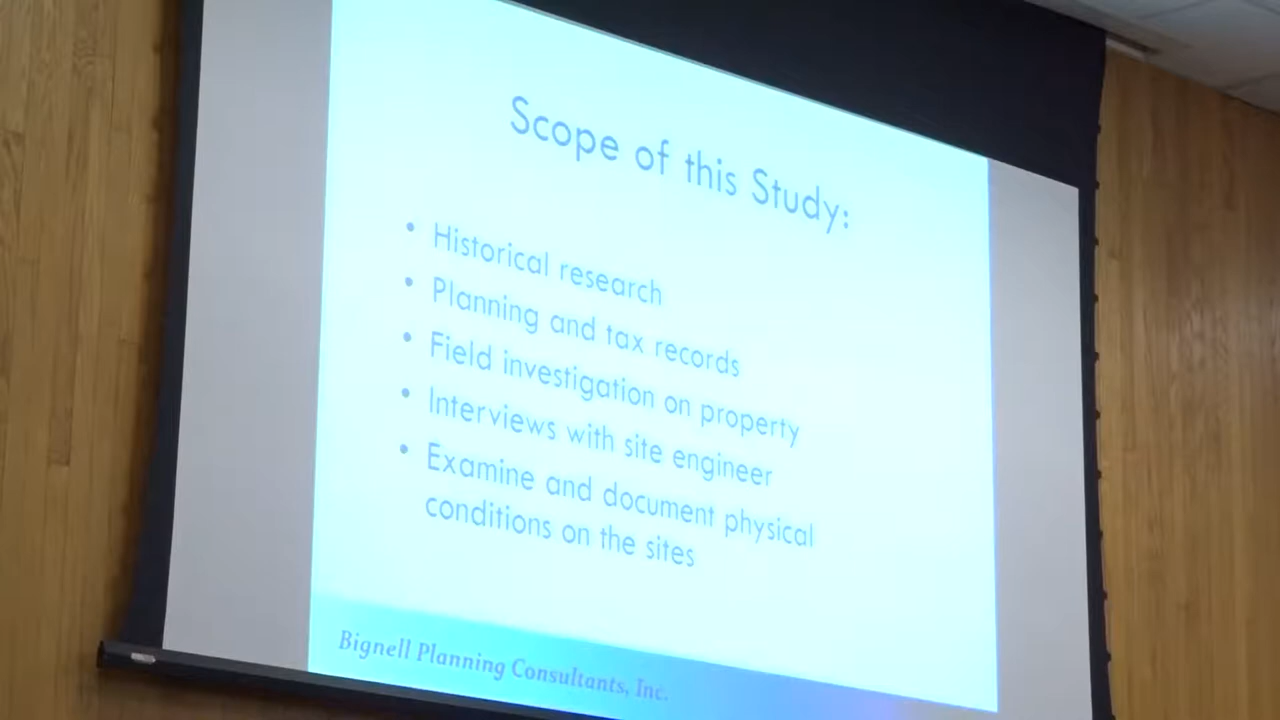 Scope of this Study:
• Historical research
• Planning and tax records
• Field investigation on property
• Interviews with site engineer
• Examine and document physical
conditions on the sites
Bignell Planning Consultants, Inc.